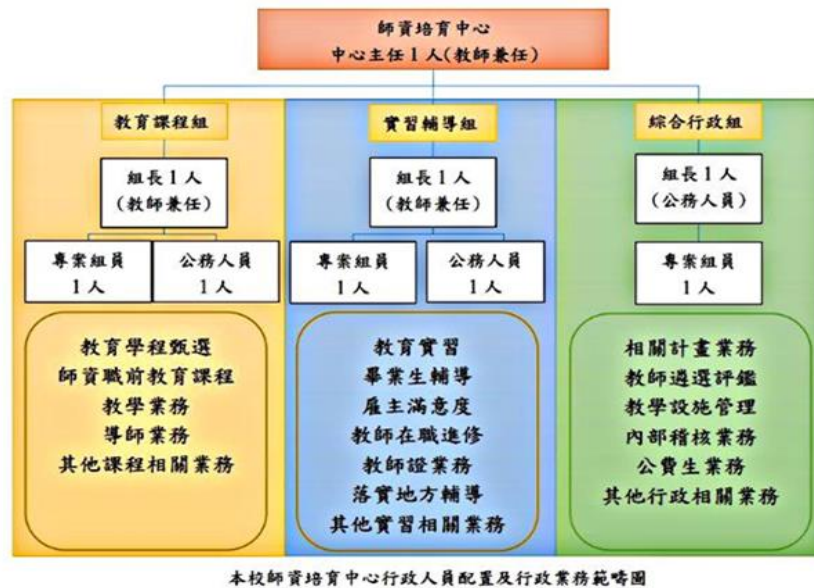 師資培育中心
中心主任1人(教師兼任)
教育課程組
組長1人
(教師兼任)
專案組員
1人
公務人員
1人
教育學程甄選
師資職前教育課程
教學業務
導師業務
其他課程相關業務
實習輔導組
組長1人
(教師兼任)
專案組員
1人
公務人員
1人
教育實習
畢業生輔導
雇主滿意度
教師在職進修
教師證業務
落實地方輔導
其他實習相關業務
綜合行政組
組長1人
(公務人員)
專案組員
1人
相關計畫業務
教師遴選評鑑
教學設施管理
內部稽核業務
公費生業務
其他行政相關業務
本校師資培育中心行政人員配置及行政業務範疇圖